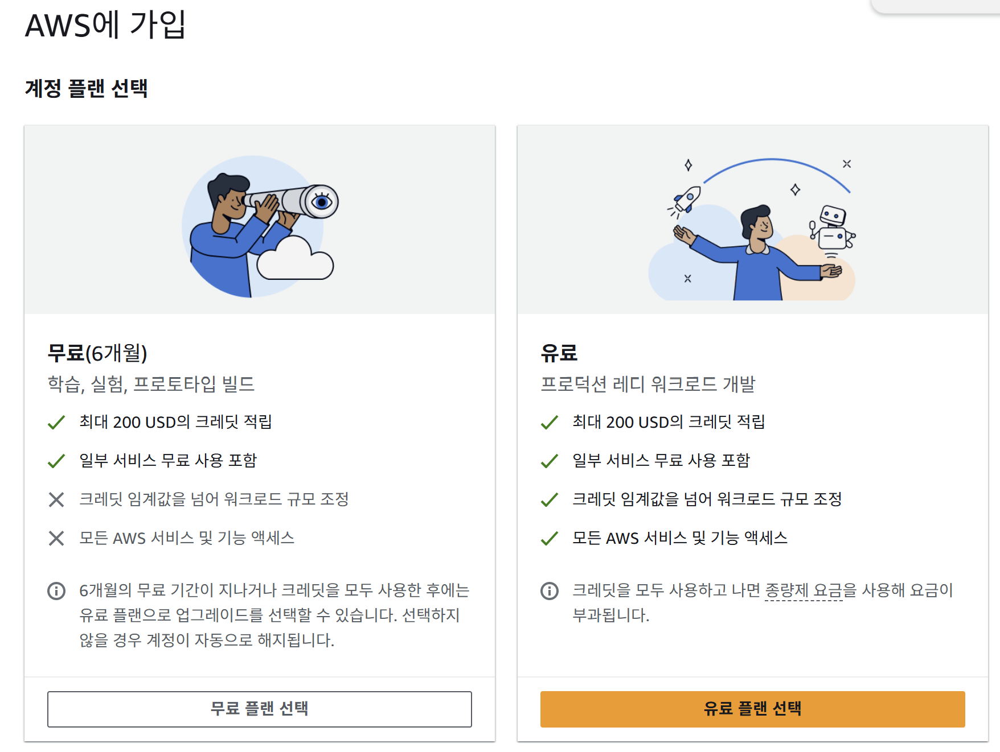 AWS에 가입
계정 플랜 선택
무료(6개월)
학습, 실험, 프로토타입 빌드
최대 200 USD의 크레딧 적립
일부 서비스 무료 사용 포함
크레딧 임계값을 넘어 워크로드 규모 조정
모든 AWS 서비스 및 기능 액세스
6개월의 무료 기간이 지나거나 크레딧을 모두 사용한 후에는
유료 플랜으로 업그레이드를 선택할 수 있습니다. 선택하지
않을 경우 계정이 자동으로 해지됩니다.
무료 플랜 선택
유료
프로덕션 레디 워크로드 개발
최대 200 USD의 크레딧 적립
일부 서비스 무료 사용 포함
크레딧 임계값을 넘어 워크로드 규모 조정
모든 AWS 서비스 및 기능 액세스
크레딧을 모두 사용하고 나면 종량제 요금을 사용해 요금이
부과됩니다.
유료 플랜 선택